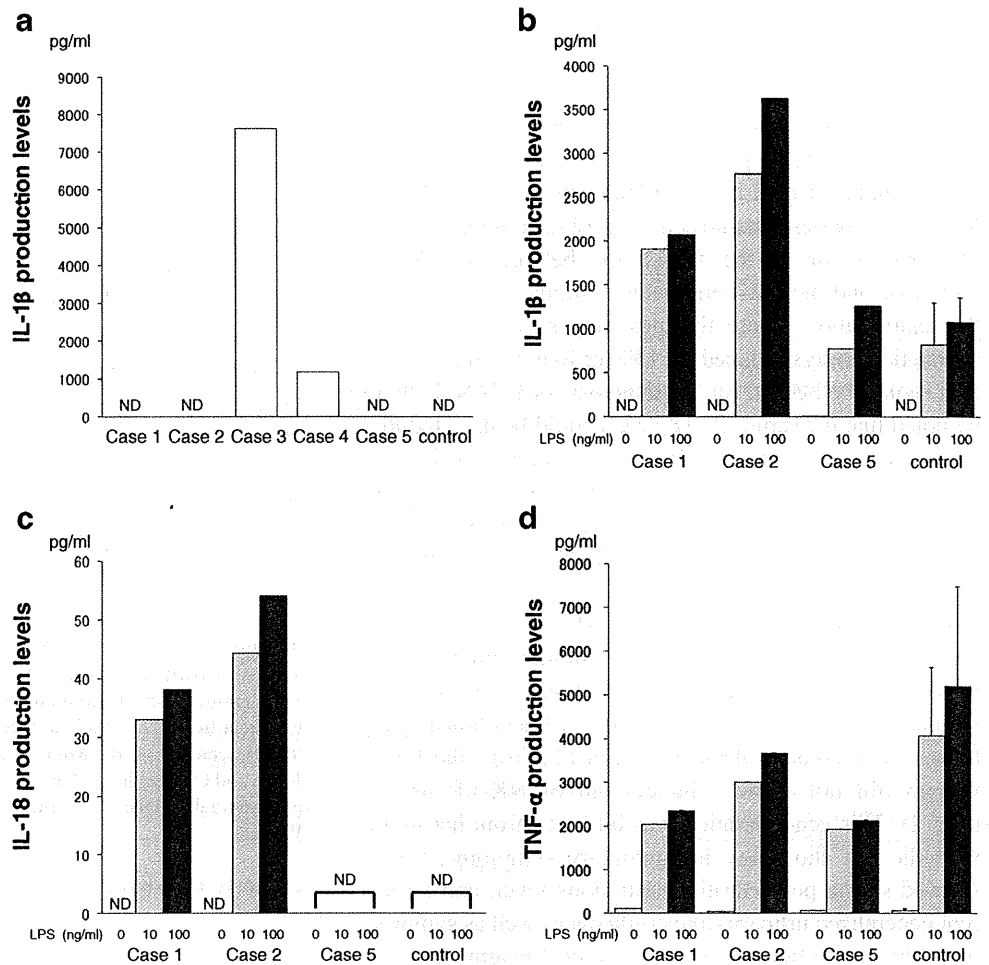 a
pg/ml
IL-1β production levels
9000
8000
7000
6000
5000
4000
3000
2000
1000
0
ND ND ND ND
Case 1 Case 2 Case 3 Case 4 Case 5 control
b
pg/ml
IL-1β production levels
4000
3500
3000
2500
2000
1500
1000
500
0
ND ND ND
LPS (ng/ml) 0 10 100 0 10 100 0 10 100 0 10 100
Case 1 Case 2 Case 5 control
c
pg/ml
IL-18 production levels
60
50
40
30
20
10
0
ND ND ND ND
LPS (ng/ml) 0 10 100 0 10 100 0 10 100 0 10 100
Case 1 Case 2 Case 5 control
d
pg/ml
TNF-α production levels
8000
7000
6000
5000
4000
3000
2000
1000
0
LPS (ng/ml) 0 10 100 0 10 100 0 10 100 0 10 100
Case 1 Case 2 Case 5 control